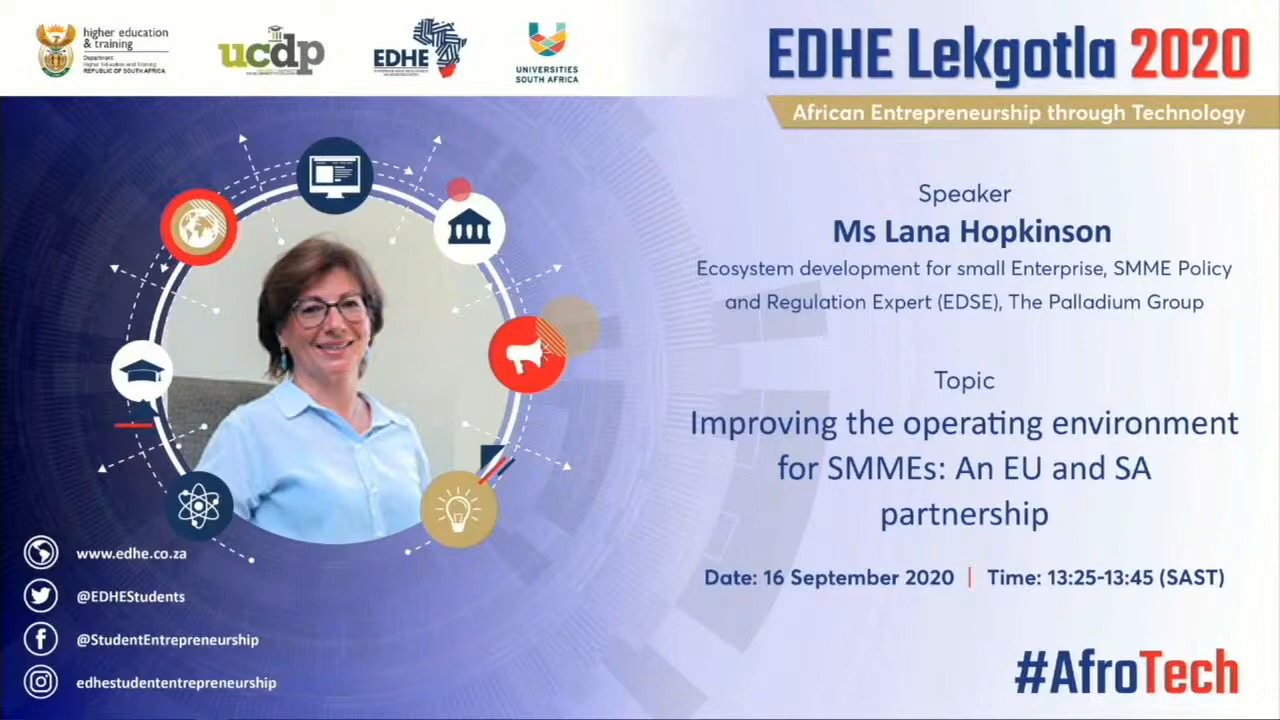 higher education
& training
Department:
Higher Education and Training
REPUBLIC OF SOUTH AFRICA
ucdp
EDHE
UNIVERSITIES
SOUTH AFRICA
EDHE Lekgotla 2020
African Entrepreneurship through Technology
Speaker
Ms Lana Hopkinson
Ecosystem development for small Enterprise, SMME Policy
and Regulation Expert (EDSE), The Palladium Group
Topic
Improving the operating environment
for SMMEs: An EU and SA
partnership
Date: 16 September 2020 | Time: 13:25-13:45 (SAST)
www.edhe.co.za
@EDHEStudents
@StudentEntrepreneurship
edhestudententrepreneurship
#AfroTech